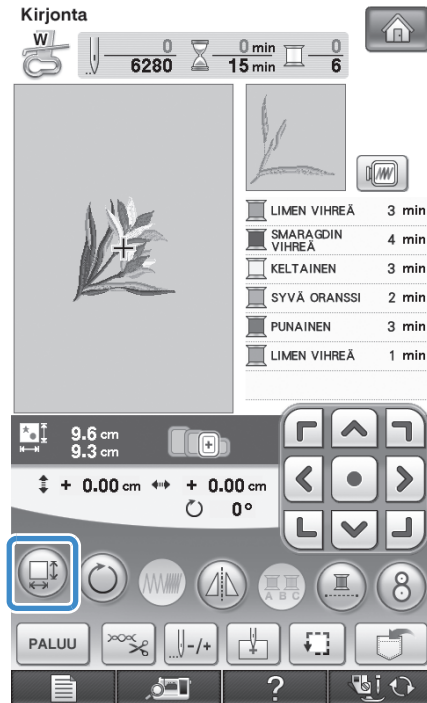 Kirjonta
W
0 0 min 0
6280 15 min 6
LIMEN VIHREÄ 3 min
SMARAGDIN
VIHREÄ 4 min
KELTAINEN 3 min
SYVÄ ORANSSI 2 min
PUNAINEN 3 min
LIMEN VIHREÄ 1 min
9.6 cm
9.3 cm
+ 0.00 cm + 0.00 cm
0°
A B C
8
PALUU
-/+
?